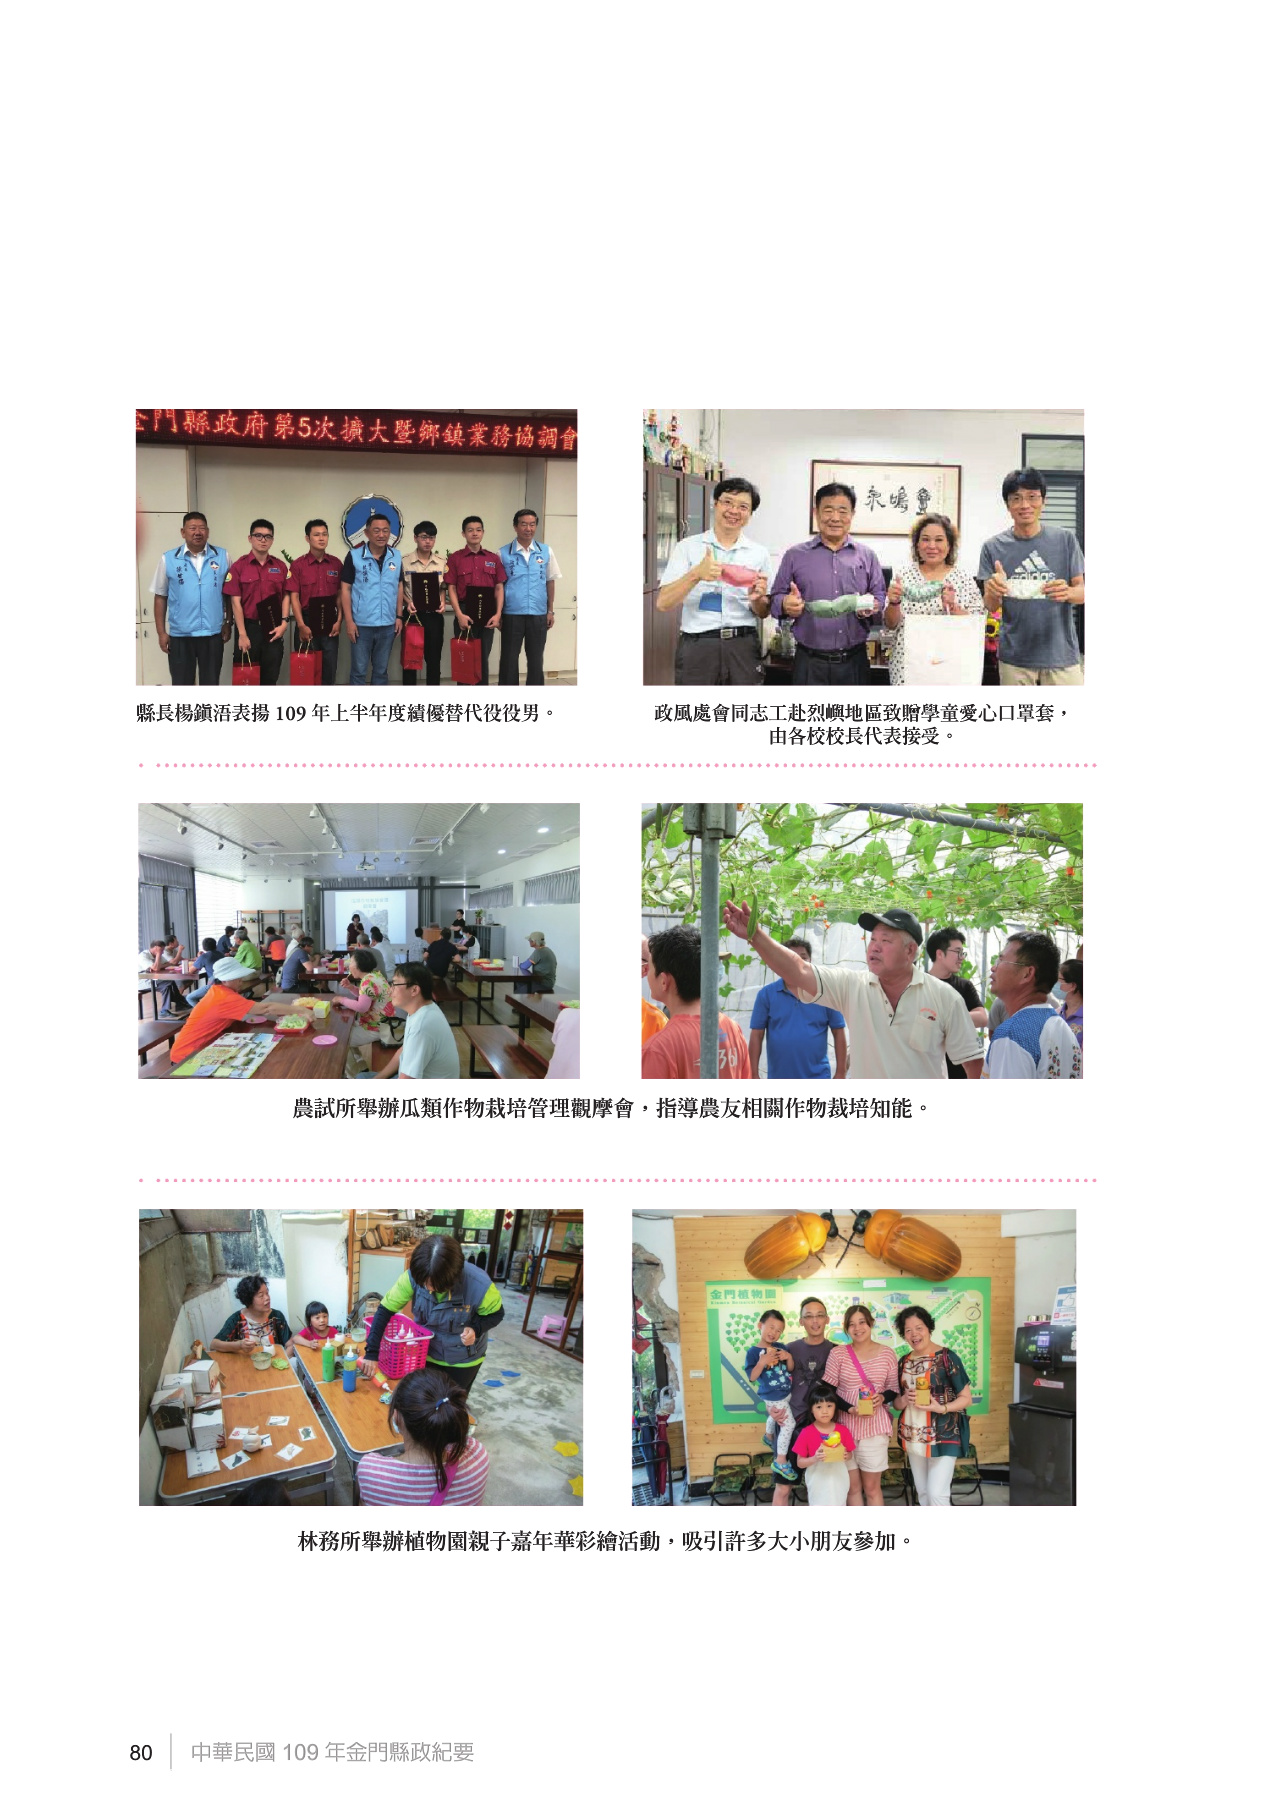 金門縣政府第5次擴大暨鄉鎮業務協調會
縣長楊鎮浯表揚 109 年上半年度績優替代役役男。
政風處會同志工赴烈嶼地區致贈學童愛心口罩套，
由各校校長代表接受。
農試所舉辦瓜類作物栽培管理觀摩會，指導農友相關作物栽培知能。
金門植物園
林務所舉辦植物園親子嘉年華彩繪活動，吸引許多大小朋友參加。
80
中華民國 109 年金門縣政紀要